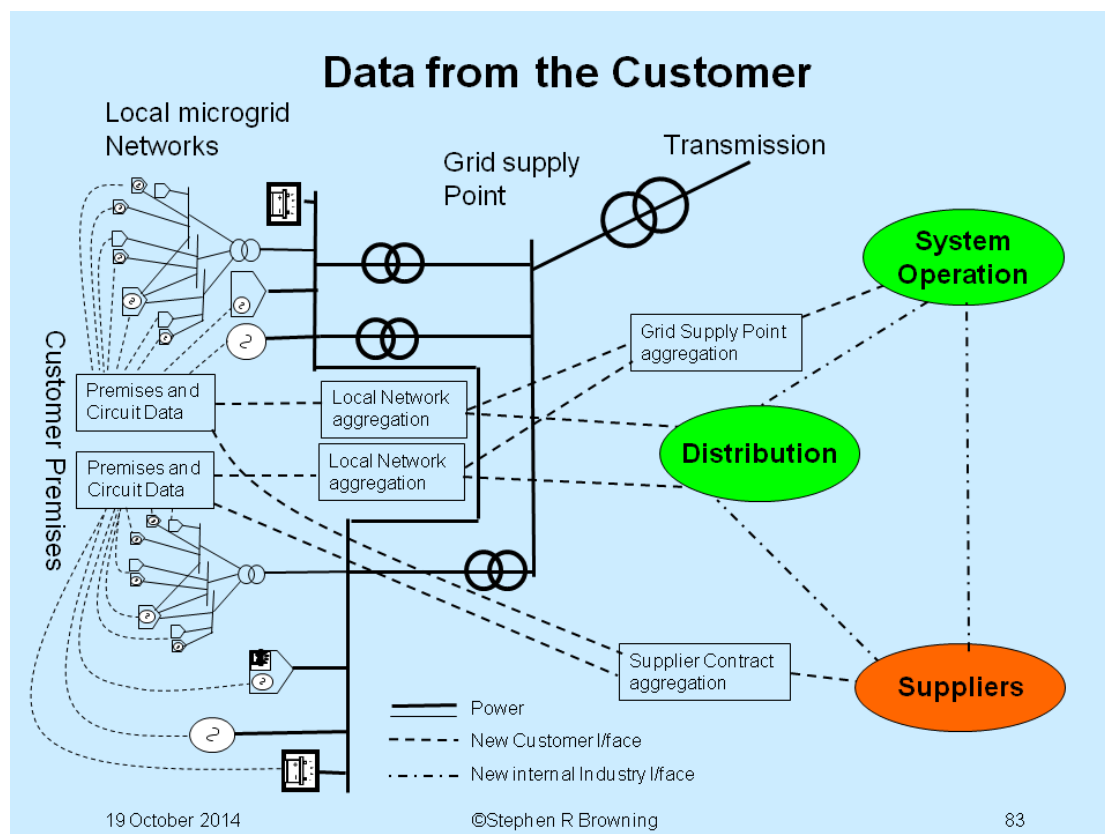 Data from the Customer
Local microgrid
Networks
Grid supply
Point
Transmission
System
Operation
Grid Supply Point
aggregation
Customer Premises
Premises and
Circuit Data
Local Network
aggregation
Distribution
Premises and
Circuit Data
Local Network
aggregation
Supplier Contract
aggregation
Suppliers
Power
New Customer I/face
New internal Industry I/face
19 October 2014
©Stephen R Browning
83